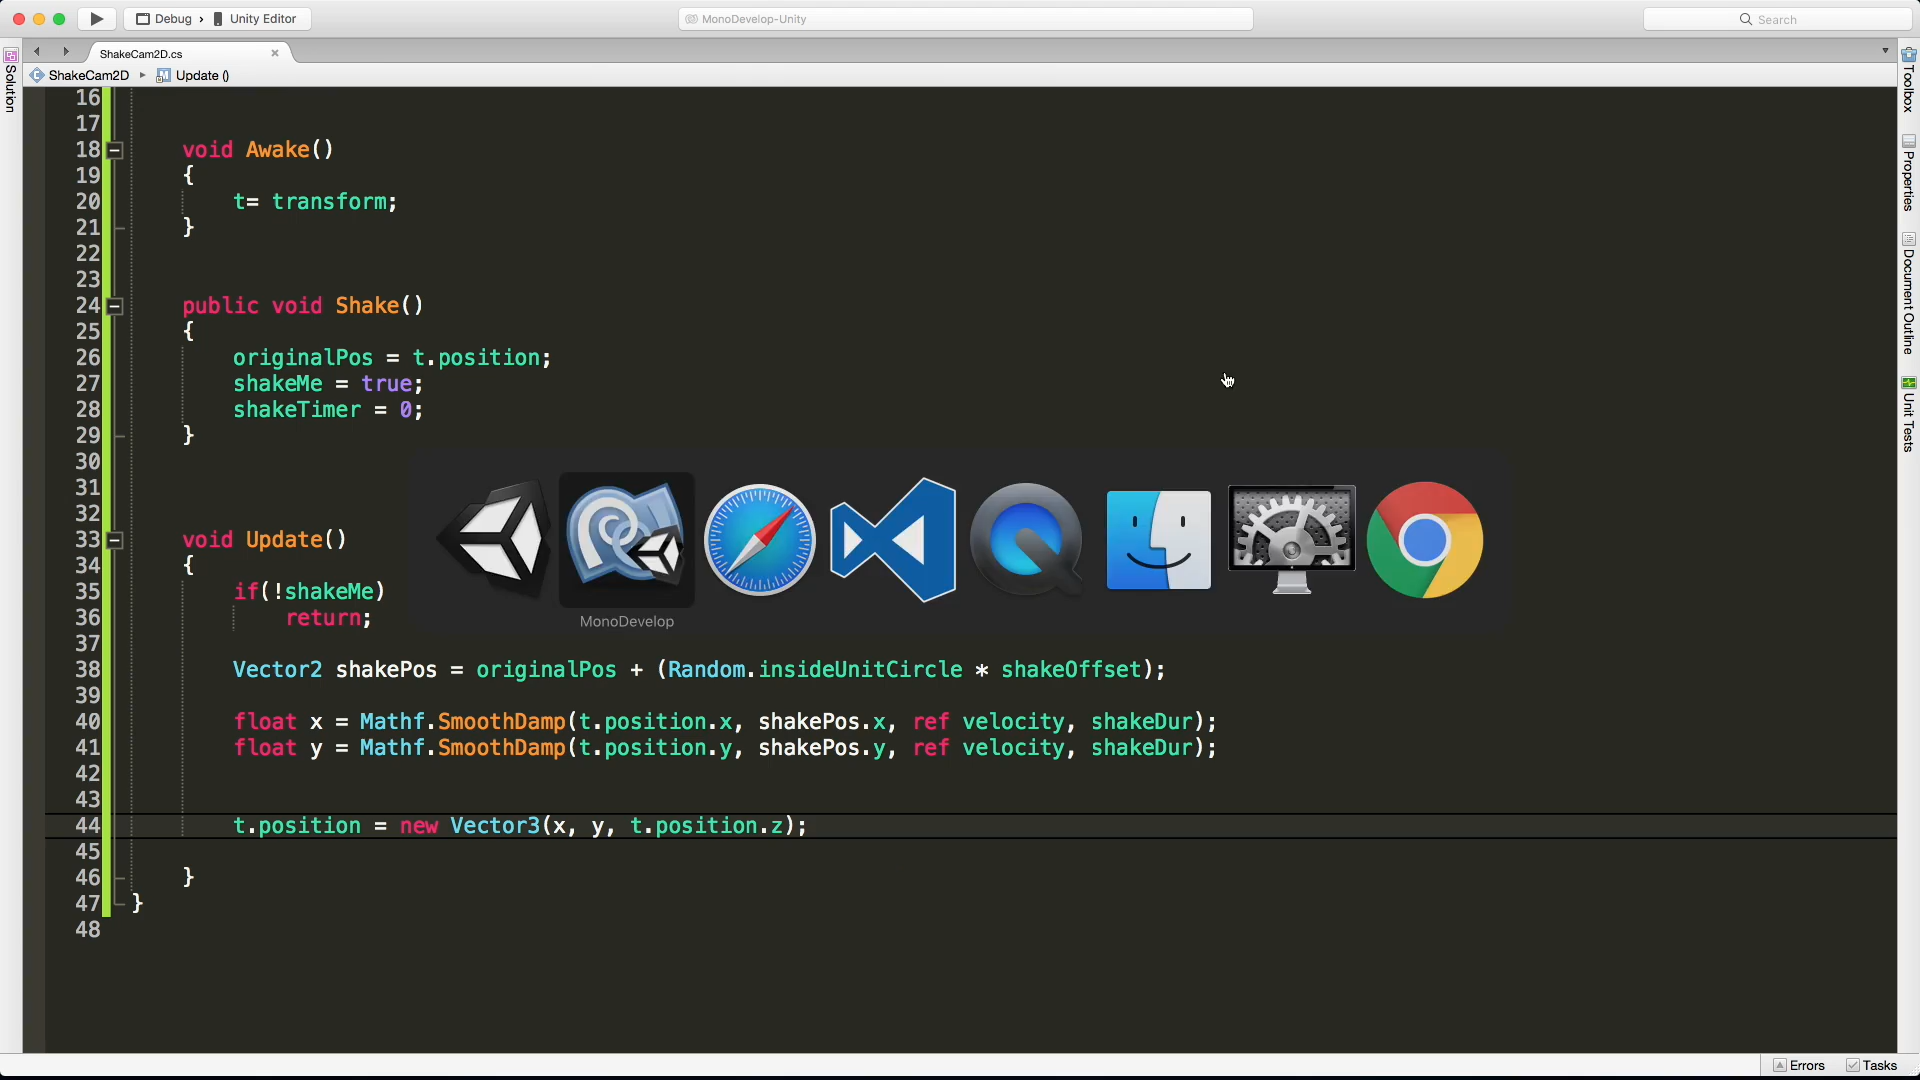 Debug › Unity Editor
MonoDevelop-Unity
Search
ShakeCam2D.cs
ShakeCam2D ▸ Update ()
Solution
Toolbox
Properties
Document Outline
Unit Tests
16
17
18 void Awake()
19 {
20 t= transform;
21 }
22
23
24 public void Shake()
25 {
26 originalPos = t.position;
27 shakeMe = true;
28 shakeTimer = 0;
29 }
30
31
32
33 void Update()
34 {
35 if(!shakeMe)
36 return;
MonoDevelop
37
38 Vector2 shakePos = originalPos + (Random.insideUnitCircle * shakeOffset);
39
40 float x = Mathf.SmoothDamp(t.position.x, shakePos.x, ref velocity, shakeDur);
41 float y = Mathf.SmoothDamp(t.position.y, shakePos.y, ref velocity, shakeDur);
42
43
44 t.position = new Vector3(x, y, t.position.z);
45
46 }
47 }
48
Errors
Tasks